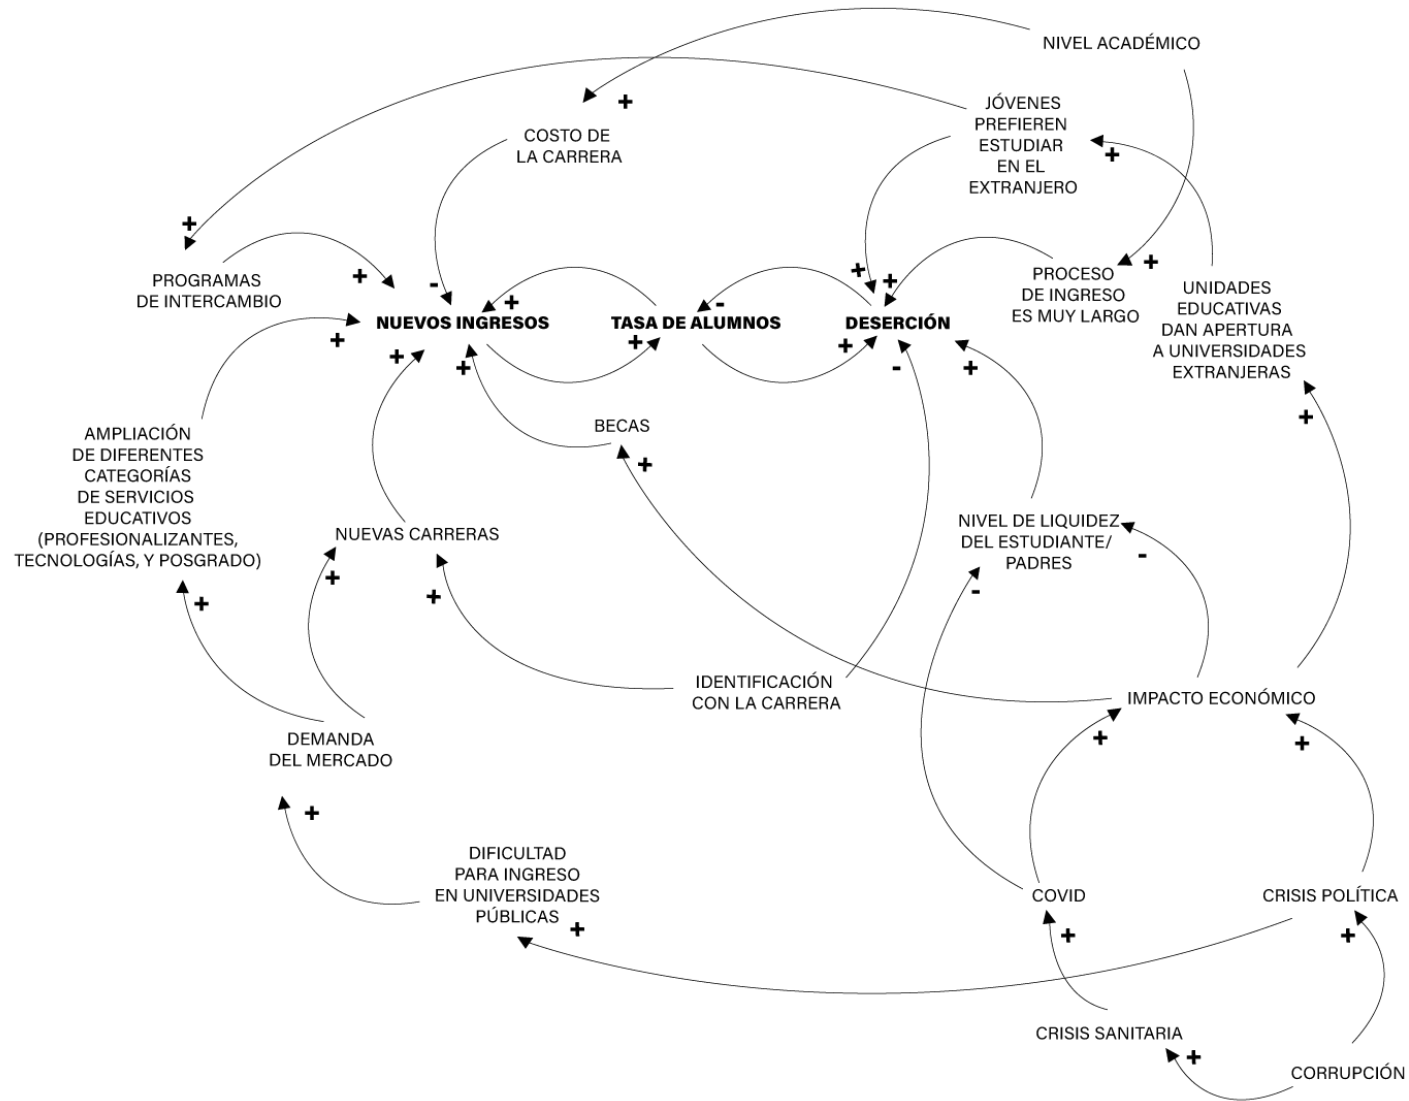 NIVEL ACADÉMICO
+
JÓVENES
PREFIEREN
ESTUDIAR
EN EL
EXTRANJERO
COSTO DE
LA CARRERA
+
+
PROGRAMAS
DE INTERCAMBIO
+
-
+
+
+
-
PROCESO
DE INGRESO
ES MUY LARGO
+
UNIDADES
EDUCATIVAS
DAN APERTURA
A UNIVERSIDADES
EXTRANJERAS
NUEVOS INGRESOS
TASA DE ALUMNOS
DESERCIÓN
+
+
+
+
+
-
+
+
BECAS
+
AMPLIACIÓN
DE DIFERENTES
CATEGORÍAS
DE SERVICIOS
EDUCATIVOS
(PROFESIONALIZANTES,
TECNOLOGÍAS, Y POSGRADO)
+
NUEVAS CARRERAS
+
+
NIVEL DE LIQUIDEZ
DEL ESTUDIANTE/
PADRES
-
-
IDENTIFICACIÓN
CON LA CARRERA
IMPACTO ECONÓMICO
+
+
DEMANDA
DEL MERCADO
+
DIFICULTAD
PARA INGRESO
EN UNIVERSIDADES
PÚBLICAS
+
COVID
+
CRISIS POLÍTICA
+
CRISIS SANITARIA
+
CORRUPCIÓN